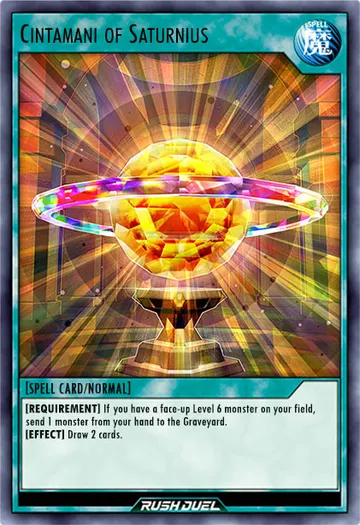 Cintamani of Saturnius
SPELL
魔
[SPELL CARD/NORMAL]
[REQUIREMENT] If you have a face-up Level 6 monster on your field,
send 1 monster from your hand to the Graveyard.
[EFFECT] Draw 2 cards.
RUSH DUEL